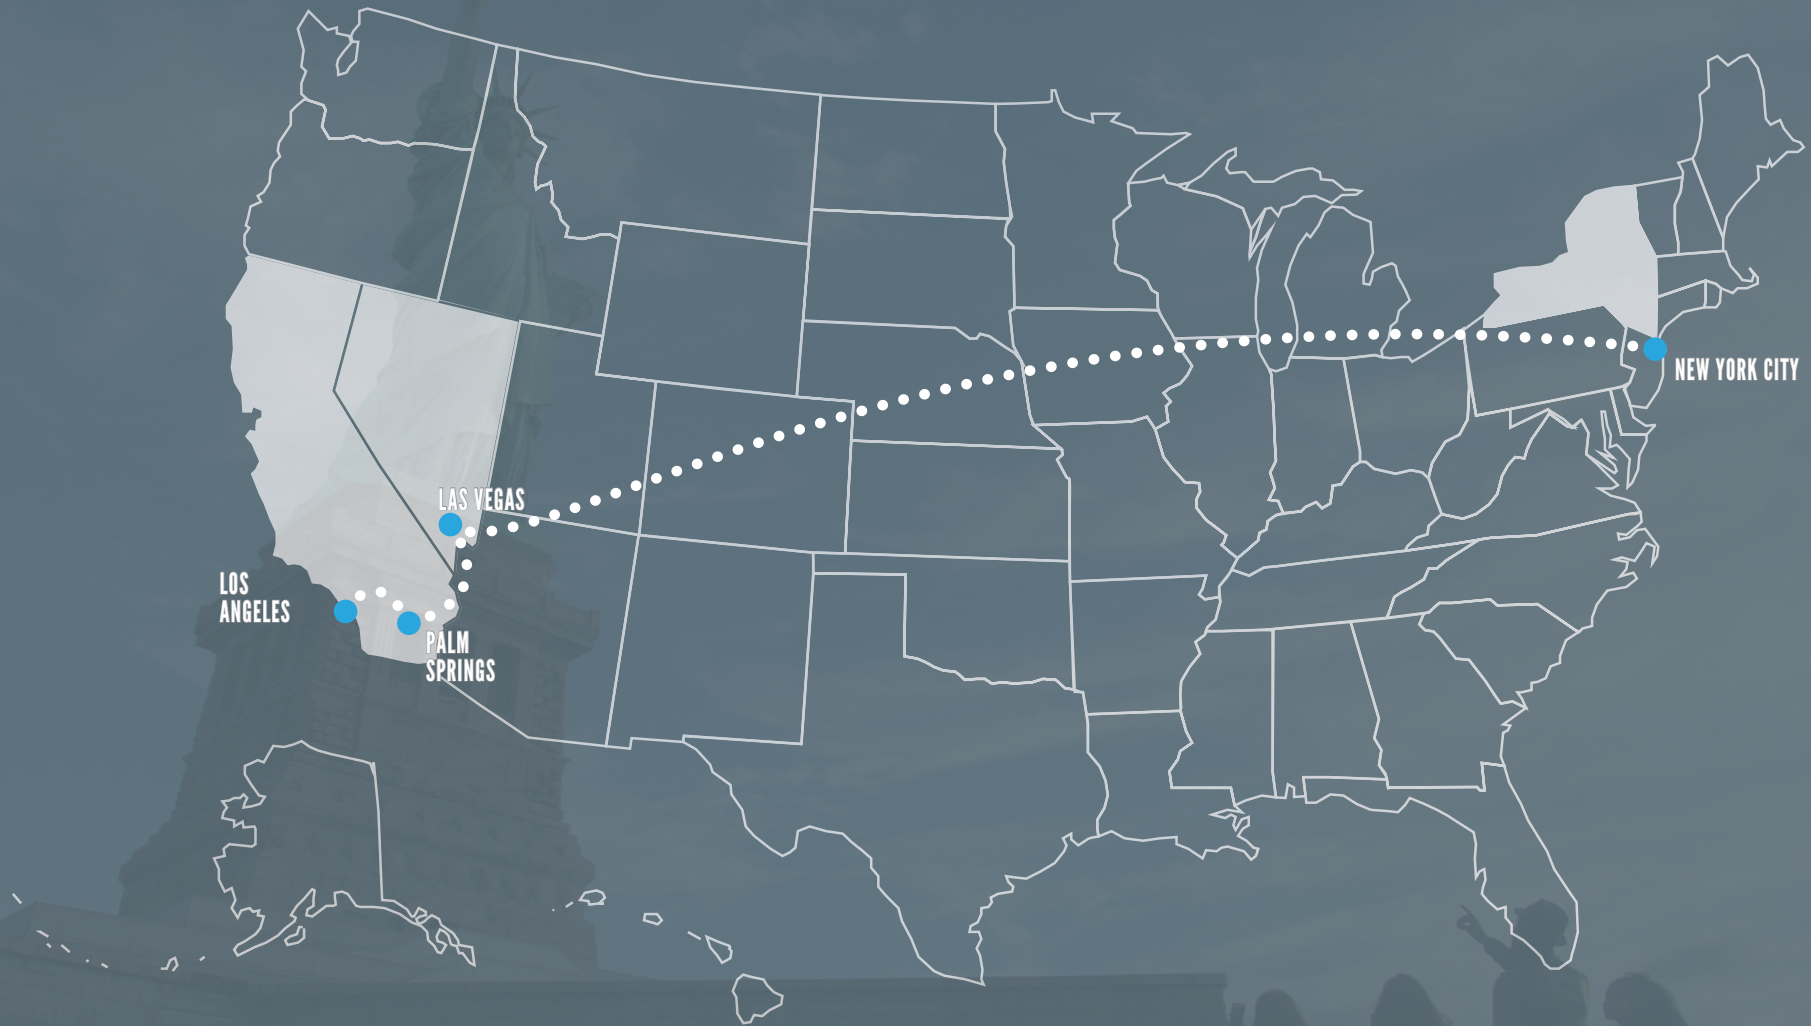 NEW YORK CITY
LAS VEGAS
LOS
ANGELES
PALM
SPRINGS